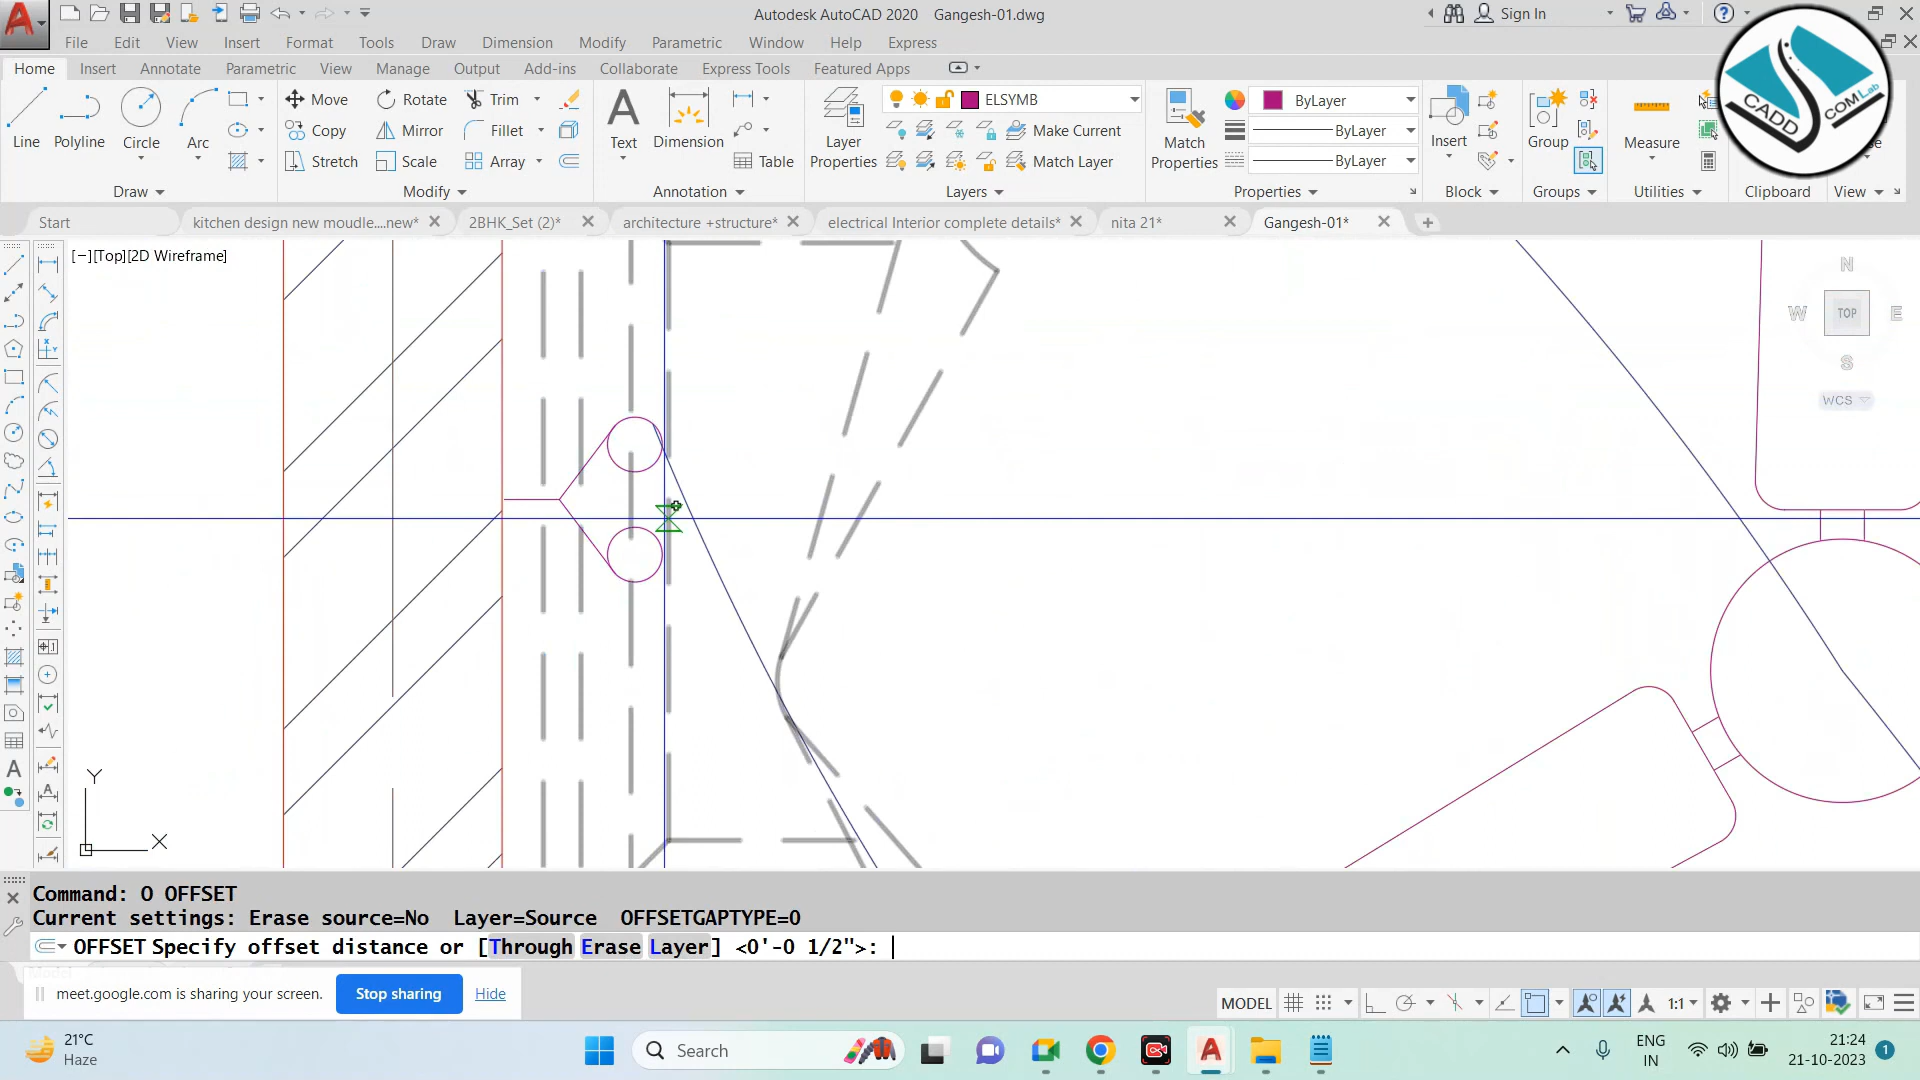 Autodesk AutoCAD 2020 Gangesh-01.dwg
Sign In
File Edit View Insert Format Tools Draw Dimension Modify Parametric Window Help Express
Home Insert Annotate Parametric View Manage Output Add-ins Collaborate Express Tools Featured Apps
Line
Polyline
Circle
Arc
Draw
Move
Rotate
Trim
Copy
Mirror
Fillet
Stretch
Scale
Array
Modify
Text
Dimension
Table
Annotation
Layer
Properties
ELSYMB
Make Current
Match Layer
Layers
Match
Properties
ByLayer
ByLayer
ByLayer
Properties
Insert
Block
Group
Groups
Measure
Utilities
Clipboard
View
CADD
COM Lab
Start
kitchen design new moudle....new*
2BHK_Set (2)*
architecture +structure*
electrical Interior complete details*
nita 21*
Gangesh-01*
[−][Top][2D Wireframe]
N
W TOP E
S
WCS
Y
X
Command: O OFFSET
Current settings: Erase source=No Layer=Source OFFSETGAPTYPE=0
OFFSET Specify offset distance or [Through Erase Layer] <0'-0 1/2">:
meet.google.com is sharing your screen.
Stop sharing
Hide
MODEL
1:1
21°C
Haze
Search
ENG
IN
21:24
21-10-2023
1